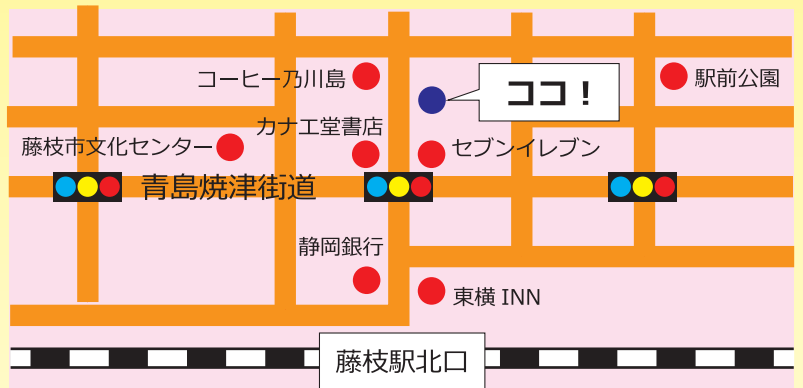 コーヒー乃川島
ココ！
駅前公園
カナエ堂書店
藤枝市文化センター
セブンイレブン
青島焼津街道
静岡銀行
東横 INN
藤枝駅北口